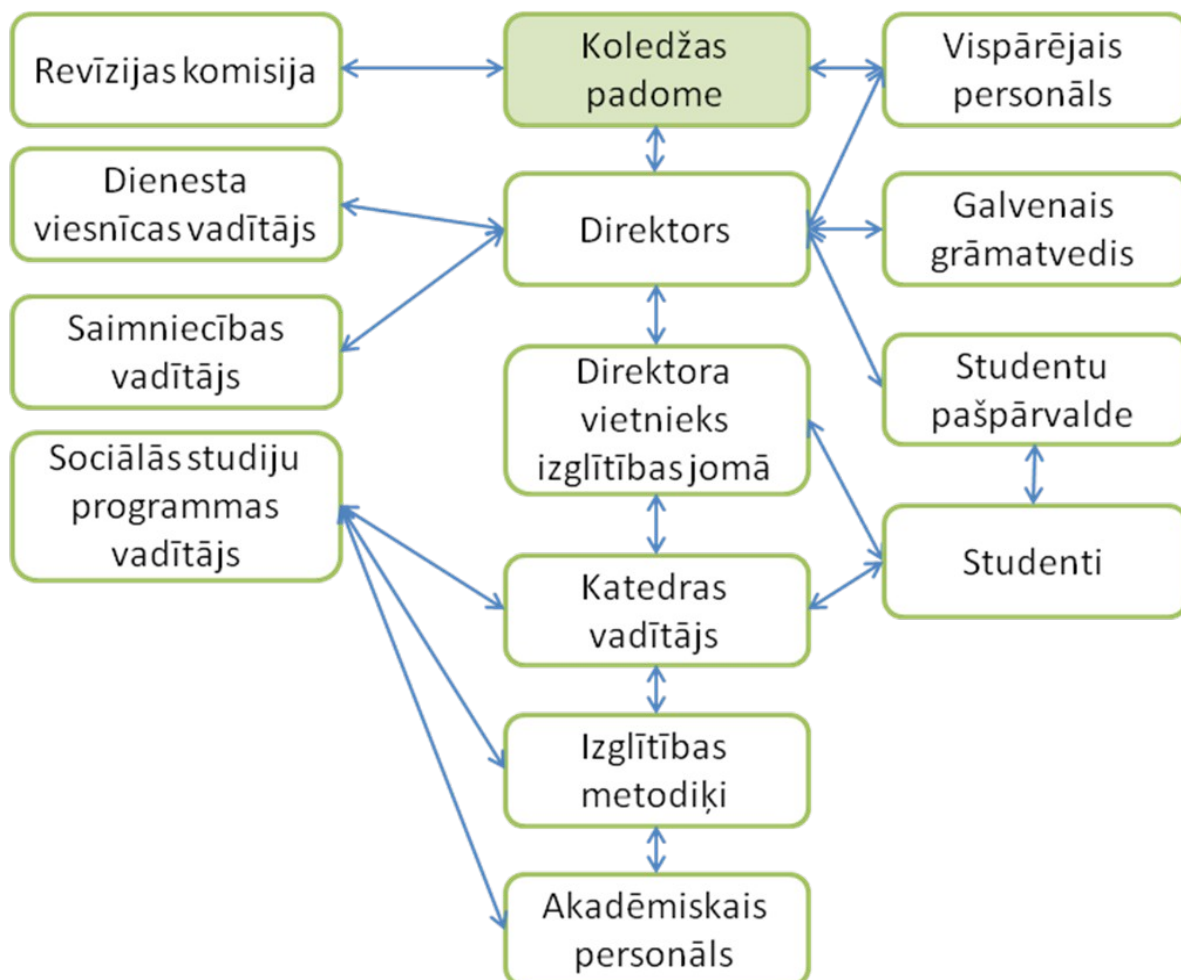 Revīzijas komisija
Koledžas
padome
Vispārējais
personāls
Dienesta
viesnīcas vadītājs
Direktors
Galvenais
grāmatvedis
Saimniecības
vadītājs
Direktora
vietnieks
izglītības jomā
Studentu
pašpārvalde
Sociālās studiju
programmas
vadītājs
Katedras
vadītājs
Studenti
Izglītības
metodiķi
Akadēmiskais
personāls